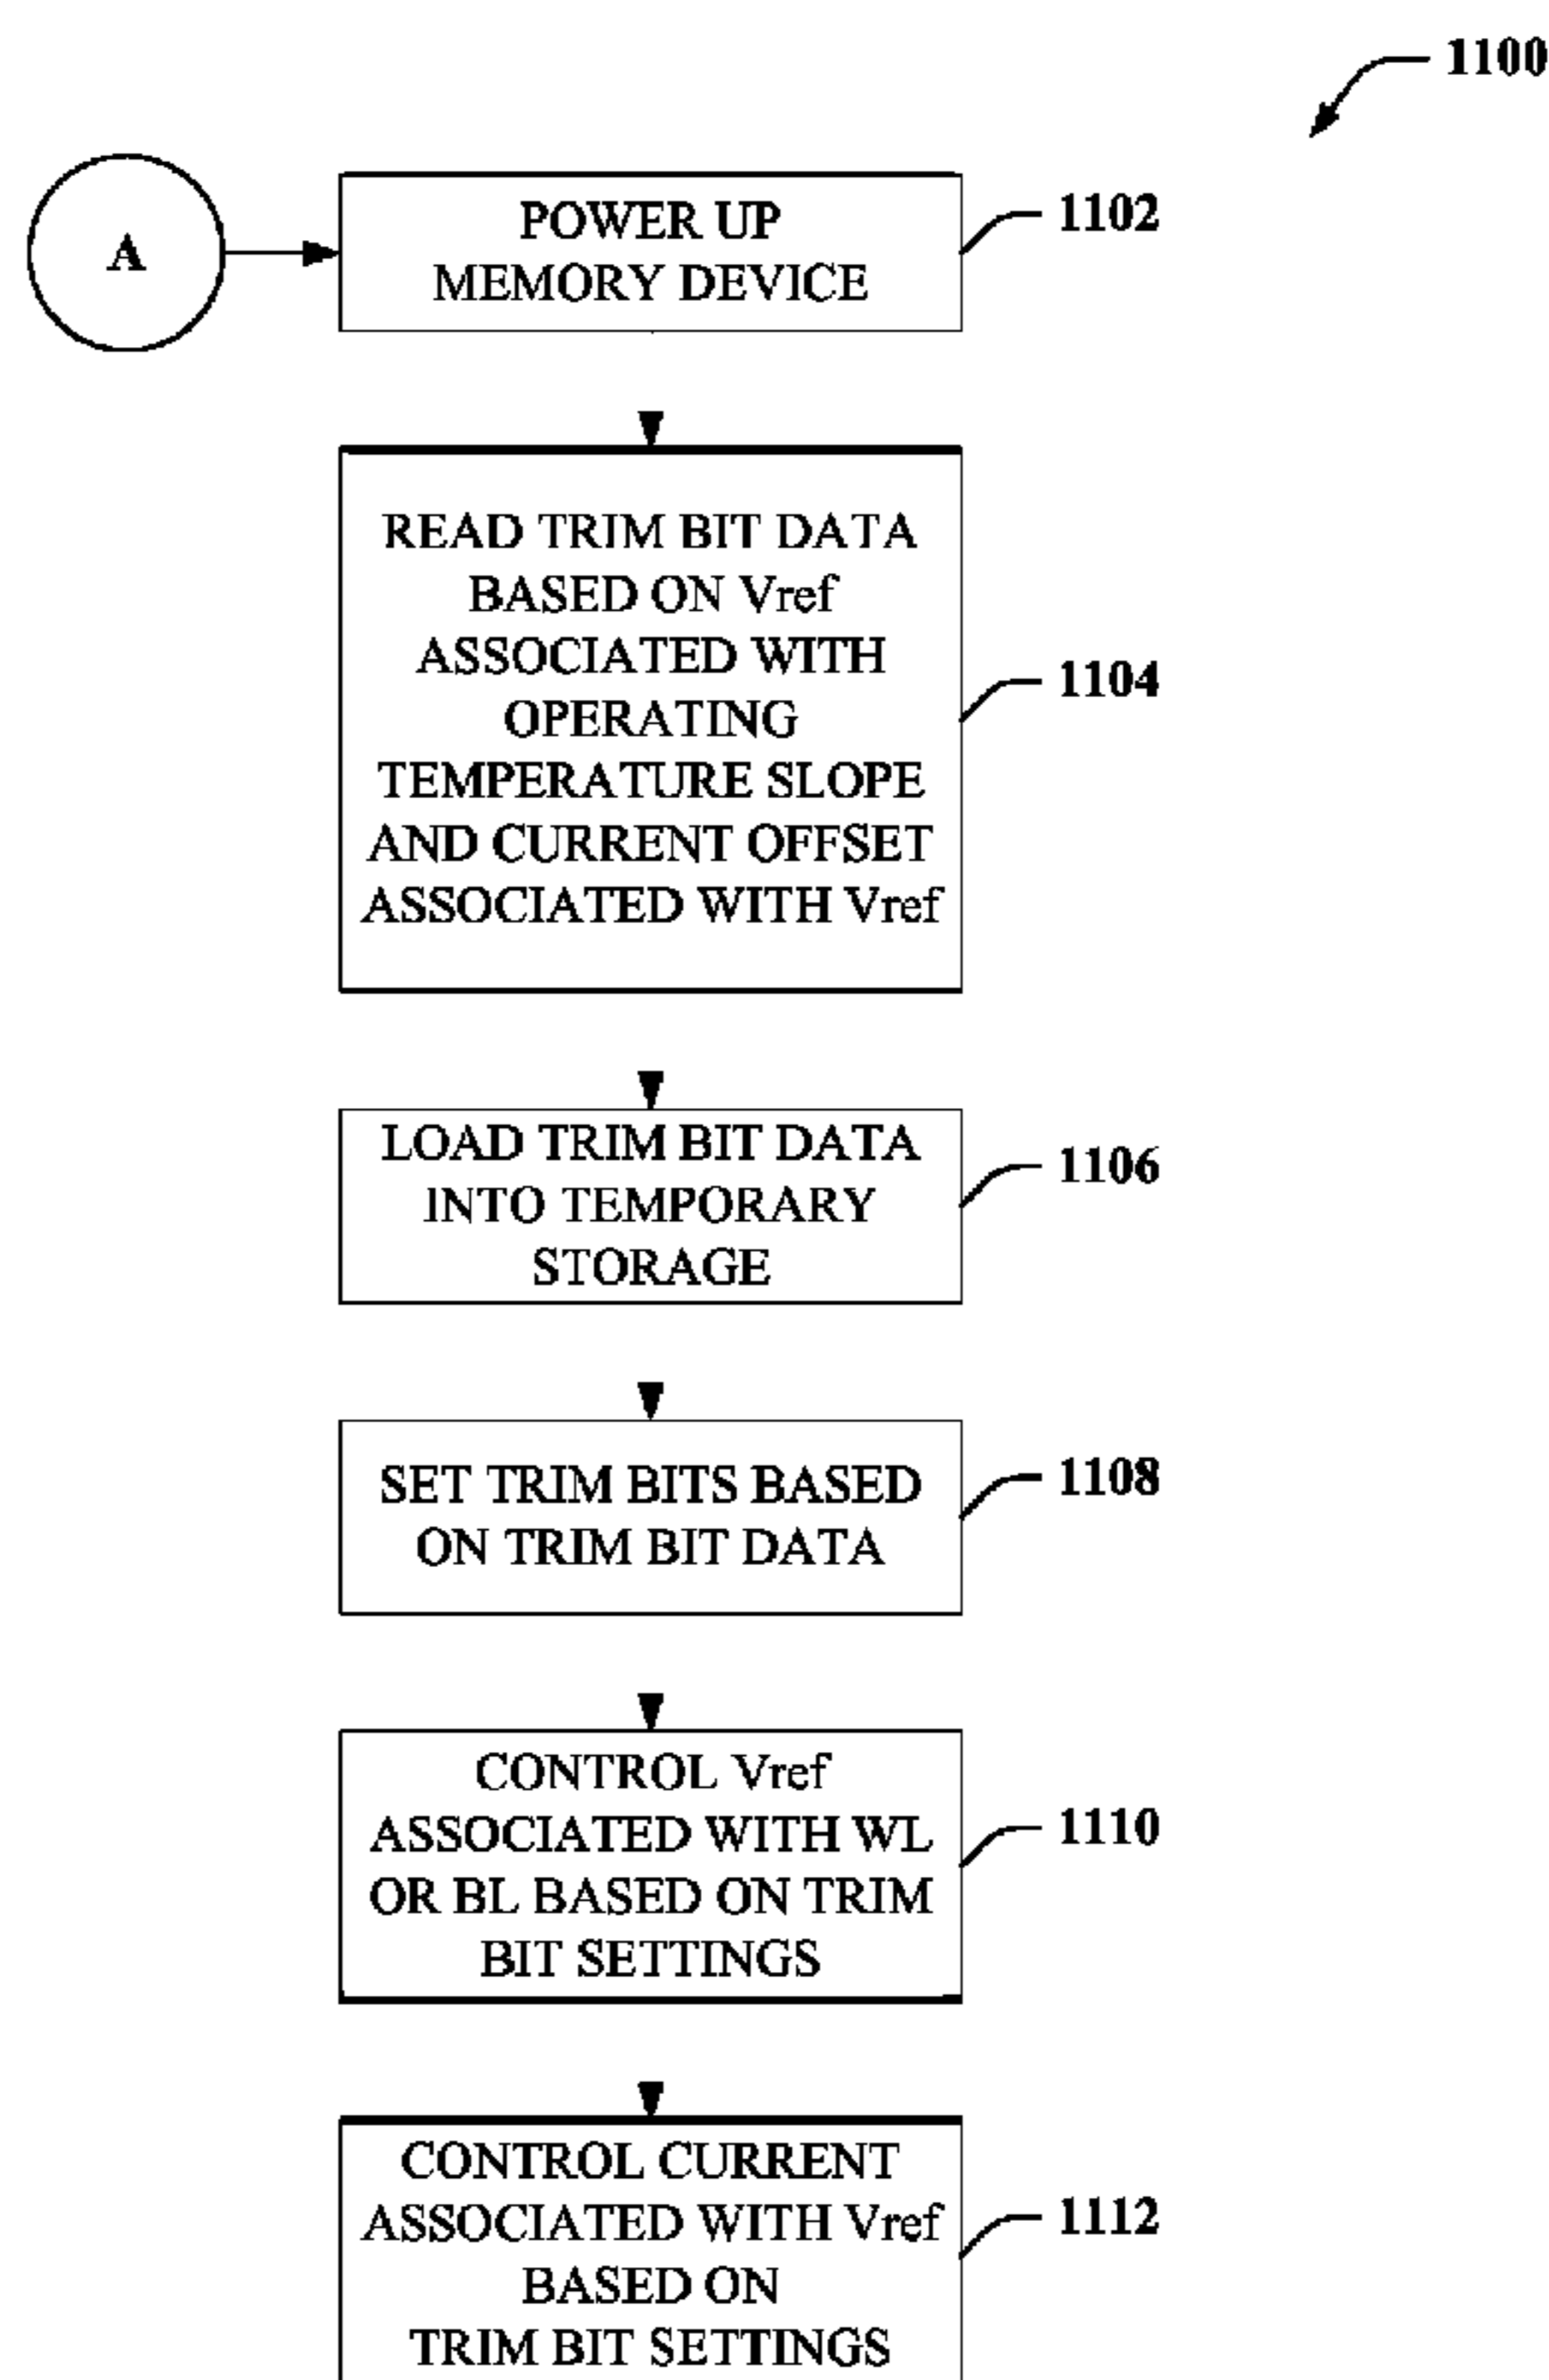 1100
A
POWER UP
MEMORY DEVICE
1102
READ TRIM BIT DATA
BASED ON Vref
ASSOCIATED WITH
OPERATING
TEMPERATURE SLOPE
AND CURRENT OFFSET
ASSOCIATED WITH Vref
1104
LOAD TRIM BIT DATA
INTO TEMPORARY
STORAGE
1106
SET TRIM BITS BASED
ON TRIM BIT DATA
1108
CONTROL Vref
ASSOCIATED WITH WL
OR BL BASED ON TRIM
BIT SETTINGS
1110
CONTROL CURRENT
ASSOCIATED WITH Vref
BASED ON
TRIM BIT SETTINGS
1112